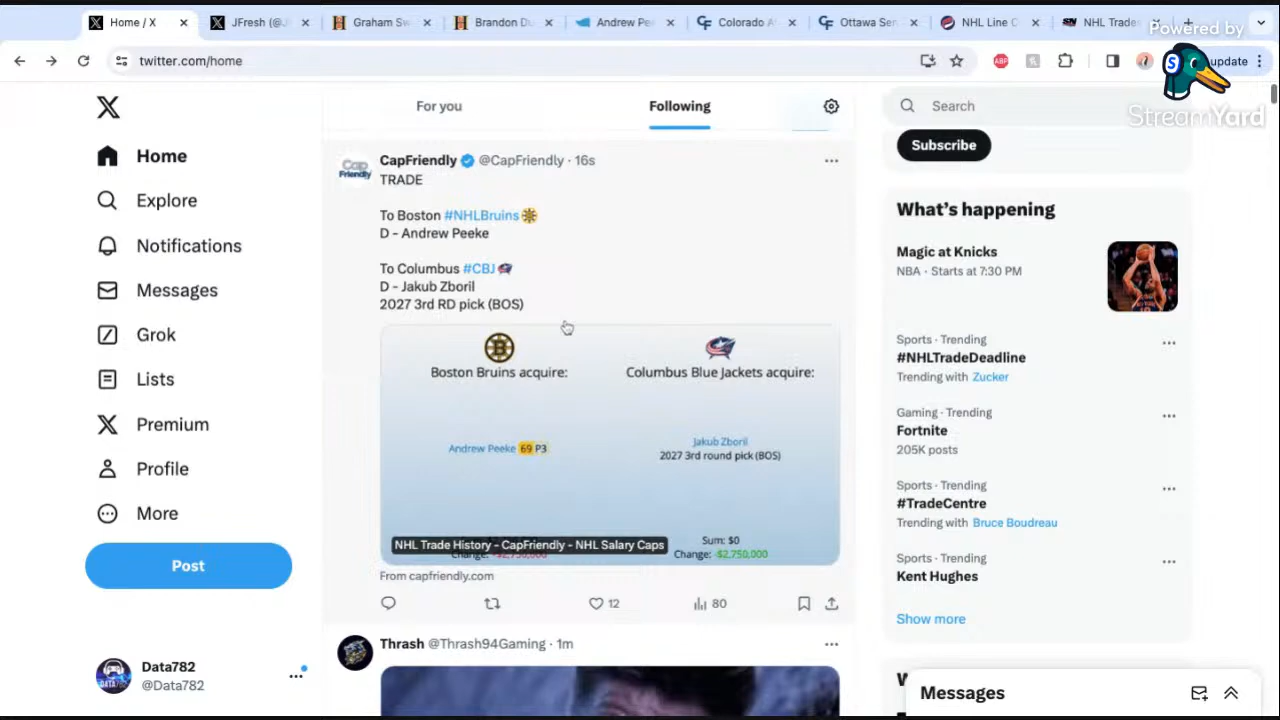 Home / X
JFresh (@J
Graham Sw
Brandon Du
Andrew Pee
Colorado A
Ottawa Sen
NHL Line C
NHL Trade
Powered by
StreamYard
twitter.com/home
ABP
update
Home
Explore
Notifications
Messages
Grok
Lists
Premium
Profile
More
Post
Data782
@Data782
For you
Following
CapFriendly @CapFriendly · 16s
TRADE
To Boston #NHLBruins
D - Andrew Peeke
To Columbus #CBJ
D - Jakub Zboril
2027 3rd RD pick (BOS)
Boston Bruins acquire:
Columbus Blue Jackets acquire:
Andrew Peeke 69 P3
Jakub Zboril
2027 3rd round pick (BOS)
Sum: $0
Change: -$2,750,000
NHL Trade History - CapFriendly - NHL Salary Caps
From capfriendly.com
12
80
Thrash @Thrash94Gaming · 1m
Search
Subscribe
What's happening
Magic at Knicks
NBA · Starts at 7:30 PM
Sports · Trending
#NHLTradeDeadline
Trending with Zucker
Gaming · Trending
Fortnite
205K posts
Sports · Trending
#TradeCentre
Trending with Bruce Boudreau
Sports · Trending
Kent Hughes
Show more
Messages